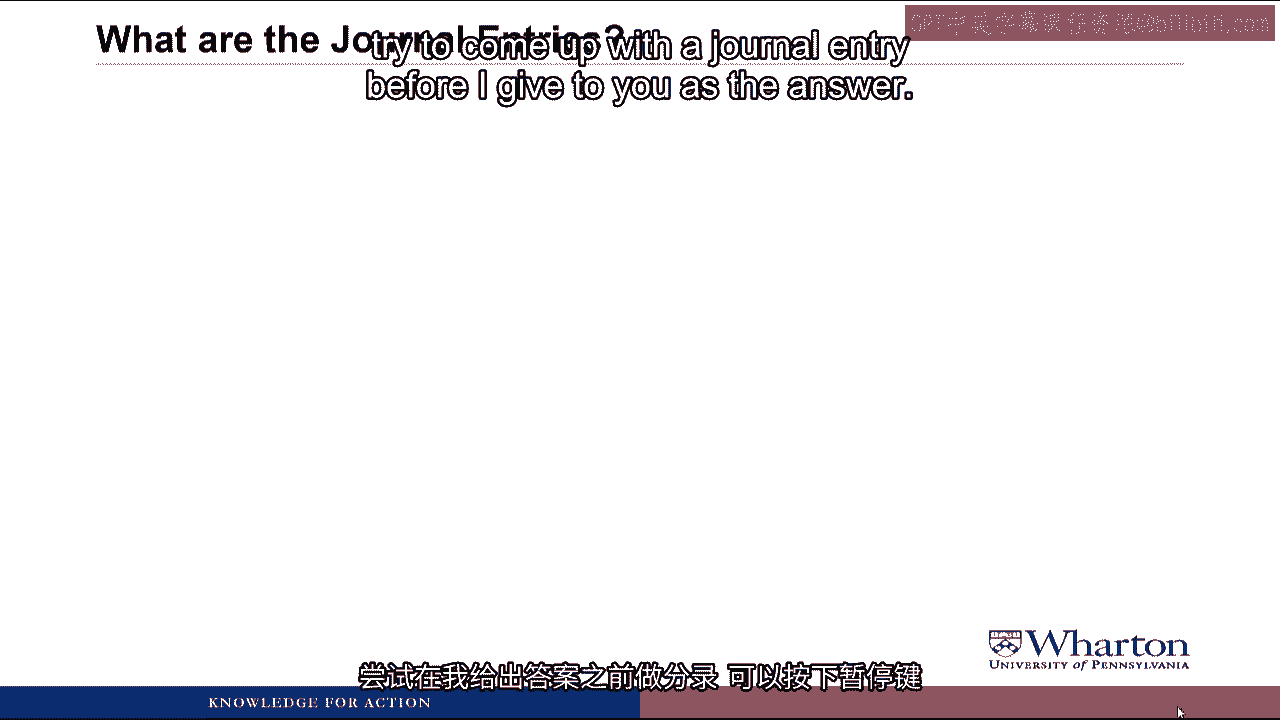 What are the Journal Entries?
try to come up with a journal entry
before I give to you as the answer.
Wharton
UNIVERSITY of PENNSYLVANIA
尝试在我给出答案之前做分录 可以按下暂停键
KNOWLEDGE FOR ACTION